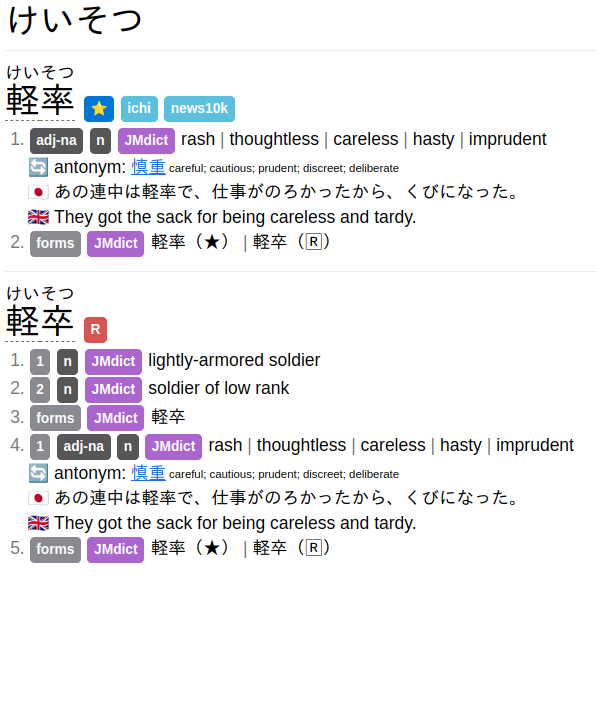 けいそつ
けいそつ
軽率 ⭐ ichi news10k
1. adj-na n JMdict rash | thoughtless | careless | hasty | imprudent
🔄 antonym: 慎重 careful; cautious; prudent; discreet; deliberate
🇯🇵 あの連中は軽率で、仕事がのろかったから、くびになった。
🇬🇧 They got the sack for being careless and tardy.
2. forms JMdict 軽率（★）｜軽卒（🅁）
けいそつ
軽卒 R
1. 1 n JMdict lightly-armored soldier
2. 2 n JMdict soldier of low rank
3. forms JMdict 軽卒
4. 1 adj-na n JMdict rash | thoughtless | careless | hasty | imprudent
🔄 antonym: 慎重 careful; cautious; prudent; discreet; deliberate
🇯🇵 あの連中は軽率で、仕事がのろかったから、くびになった。
🇬🇧 They got the sack for being careless and tardy.
5. forms JMdict 軽率（★）｜軽卒（🅁）